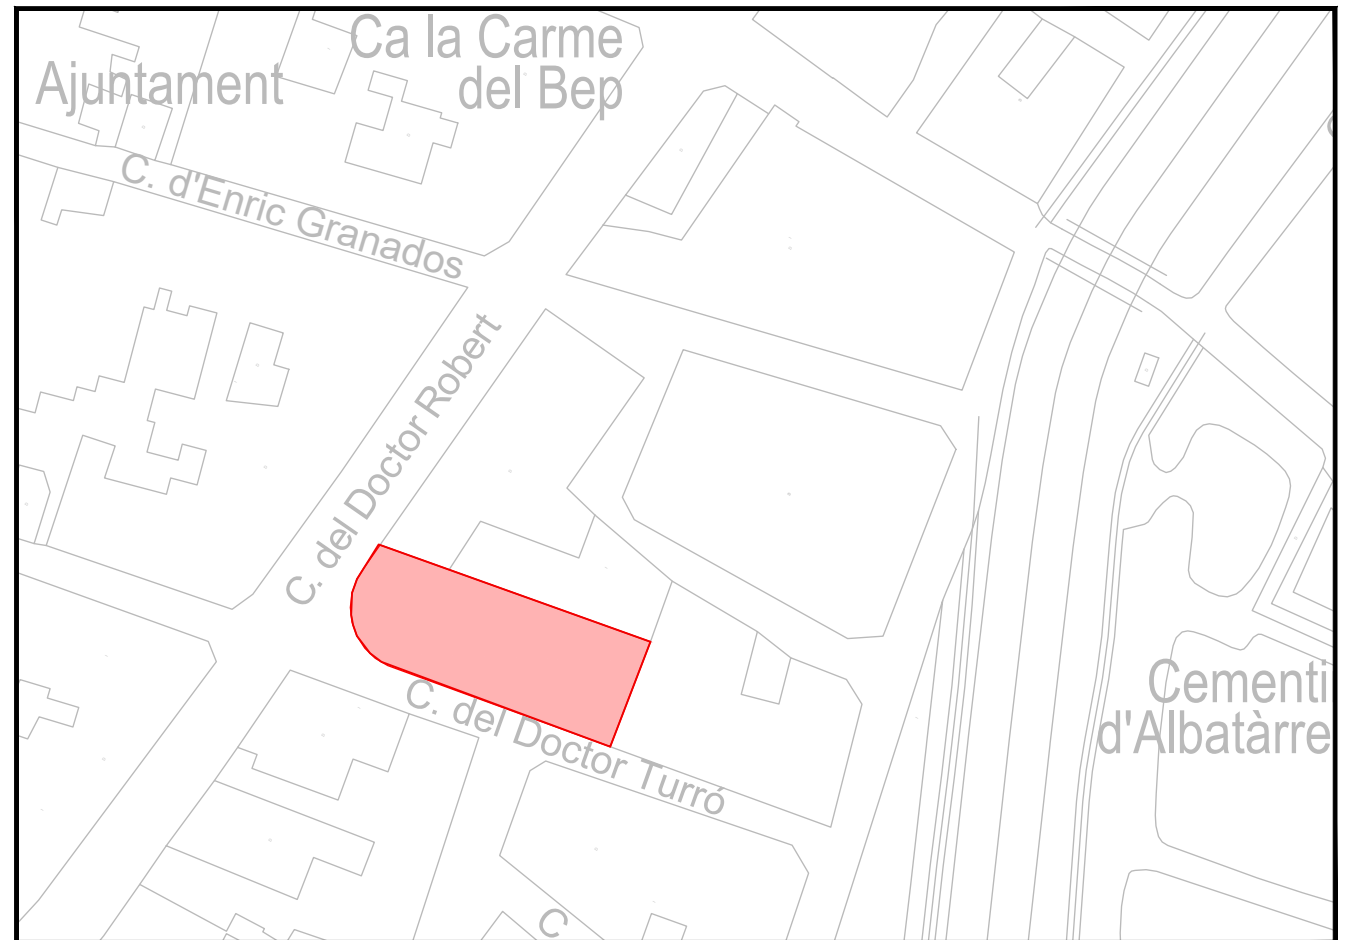 Ca la Carme
del Bep
Ajuntament
C. d'Enric Granados
C. del Doctor Robert
C. del Doctor Turró
Cementi
d'Albatàrre
C